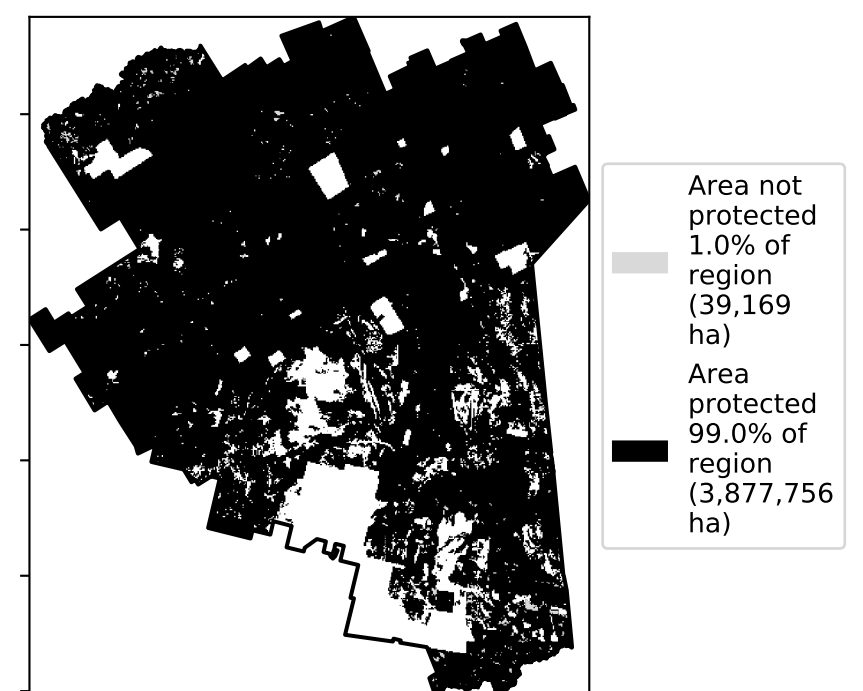 Area not
protected
1.0% of
region
(39,169
ha)
Area
protected
99.0% of
region
(3,877,756
ha)